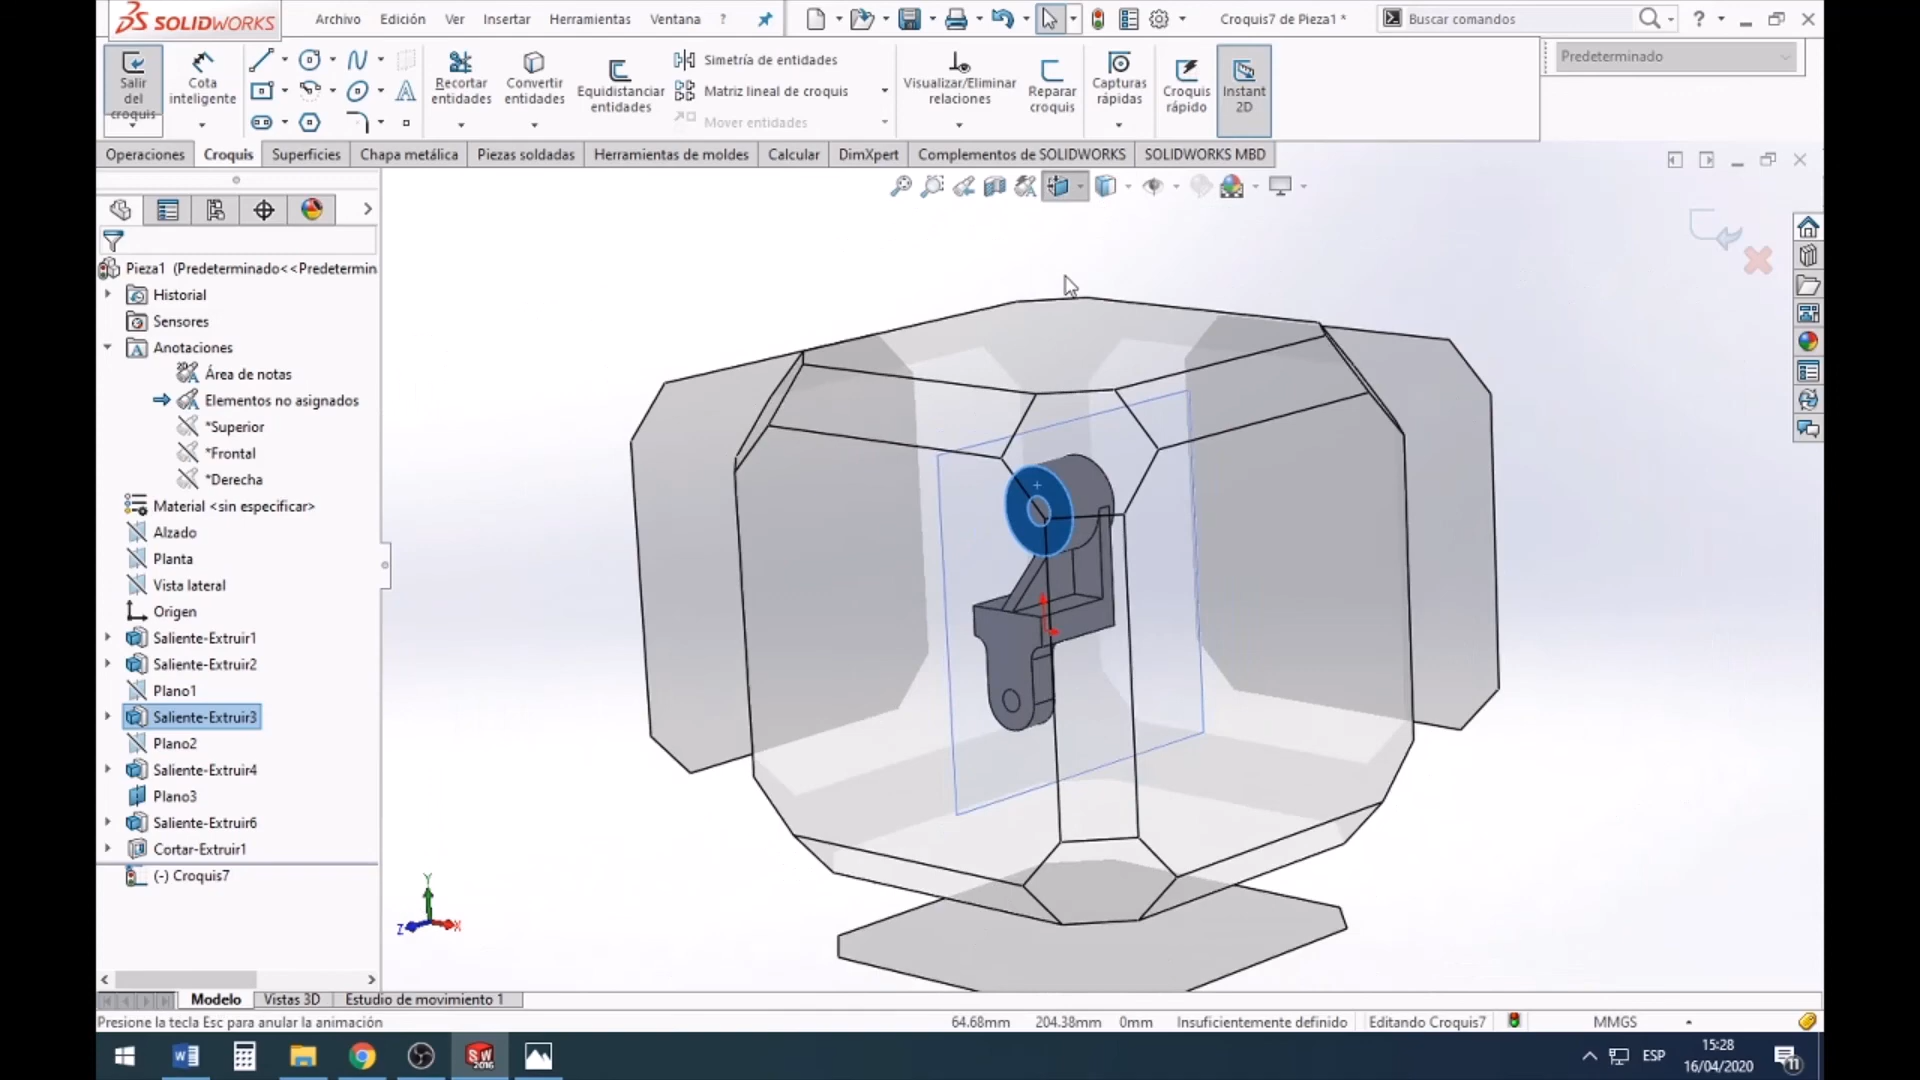 SOLIDWORKS
Archivo Edición Ver Insertar Herramientas Ventana ?
Croquis7 de Pieza1 *
Buscar comandos
?
Salir del croquis
Cota inteligente
Recortar entidades
Convertir entidades
Equidistanciar entidades
Simetría de entidades
Matriz lineal de croquis
Mover entidades
Visualizar/Eliminar relaciones
Reparar croquis
Capturas rápidas
Croquis rápido
Instant 2D
Predeterminado
Operaciones Croquis Superficies Chapa metálica Piezas soldadas Herramientas de moldes Calcular DimXpert Complementos de SOLIDWORKS SOLIDWORKS MBD
Pieza1 (Predeterminado<<Predetermin
Historial
Sensores
Anotaciones
Área de notas
Elementos no asignados
*Superior
*Frontal
*Derecha
Material <sin especificar>
Alzado
Planta
Vista lateral
Origen
Saliente-Extruir1
Saliente-Extruir2
Plano1
Saliente-Extruir3
Plano2
Saliente-Extruir4
Plano3
Saliente-Extruir6
Cortar-Extruir1
(-) Croquis7
Y
Z
X
Modelo Vistas 3D Estudio de movimiento 1
Presione la tecla Esc para anular la animación
64.68mm 204.38mm 0mm Insuficientemente definido Editando Croquis7 MMGS
ESP
15:28
16/04/2020
11
SW
2016